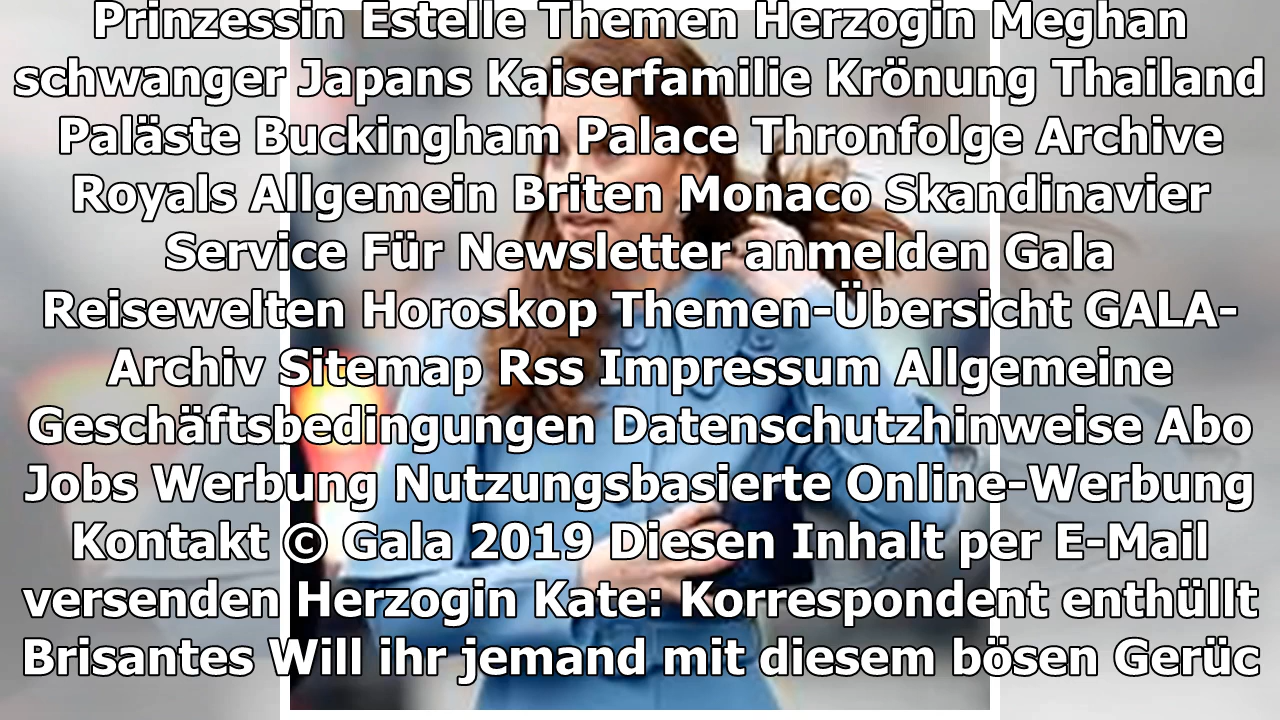 Prinzessin Estelle Themen Herzogin Meghan
schwanger Japans Kaiserfamilie Krönung Thailand
Paläste Buckingham Palace Thronfolge Archive
Royals Allgemein Briten Monaco Skandinavier
Service Für Newsletter anmelden Gala
Reisewelten Horoskop Themen-Übersicht GALA-
Archiv Sitemap Rss Impressum Allgemeine
Geschäftsbedingungen Datenschutzhinweise Abo
Jobs Werbung Nutzungsbasierte Online-Werbung
Kontakt © Gala 2019 Diesen Inhalt per E-Mail
versenden Herzogin Kate: Korrespondent enthüllt
Brisantes Will ihr jemand mit diesem bösen Gerüc